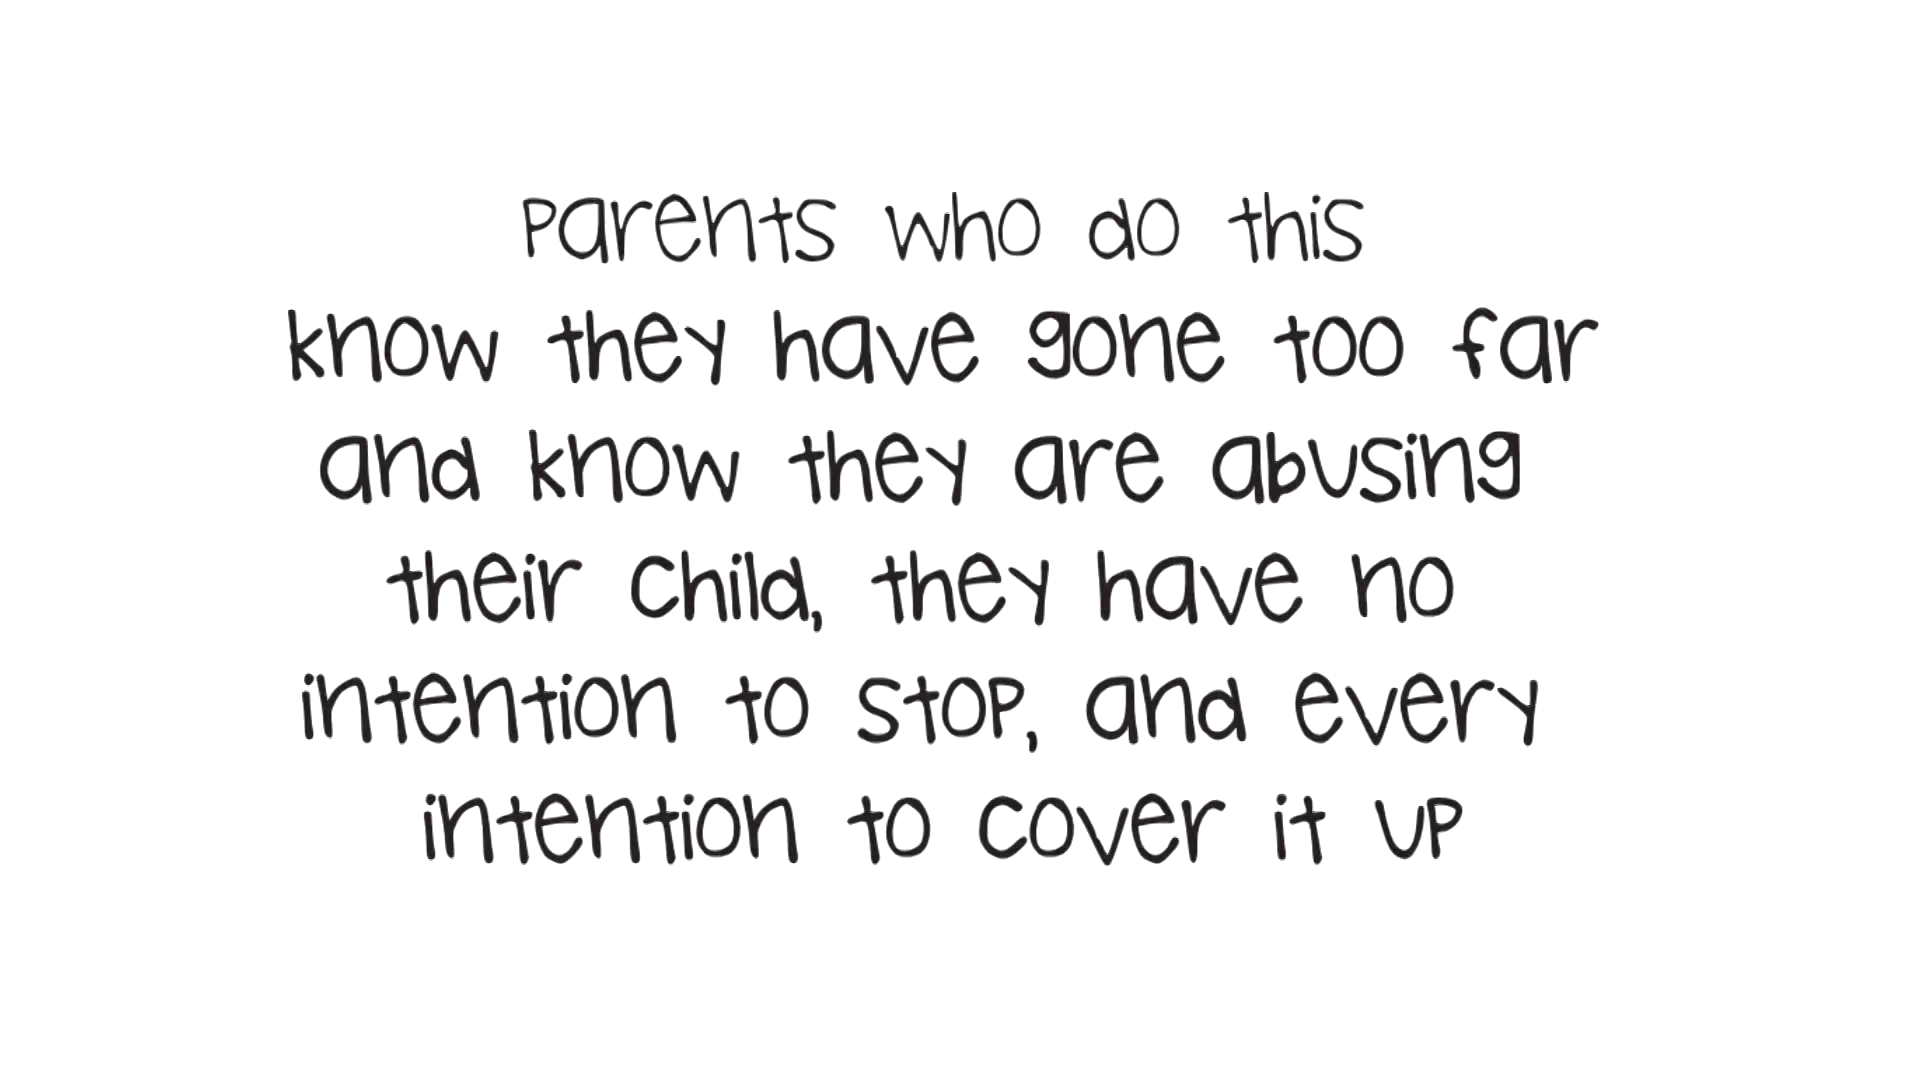 Parents who do this
know they have gone too far
and know they are abusing
their child, they have no
intention to stop, and every
intention to cover it up